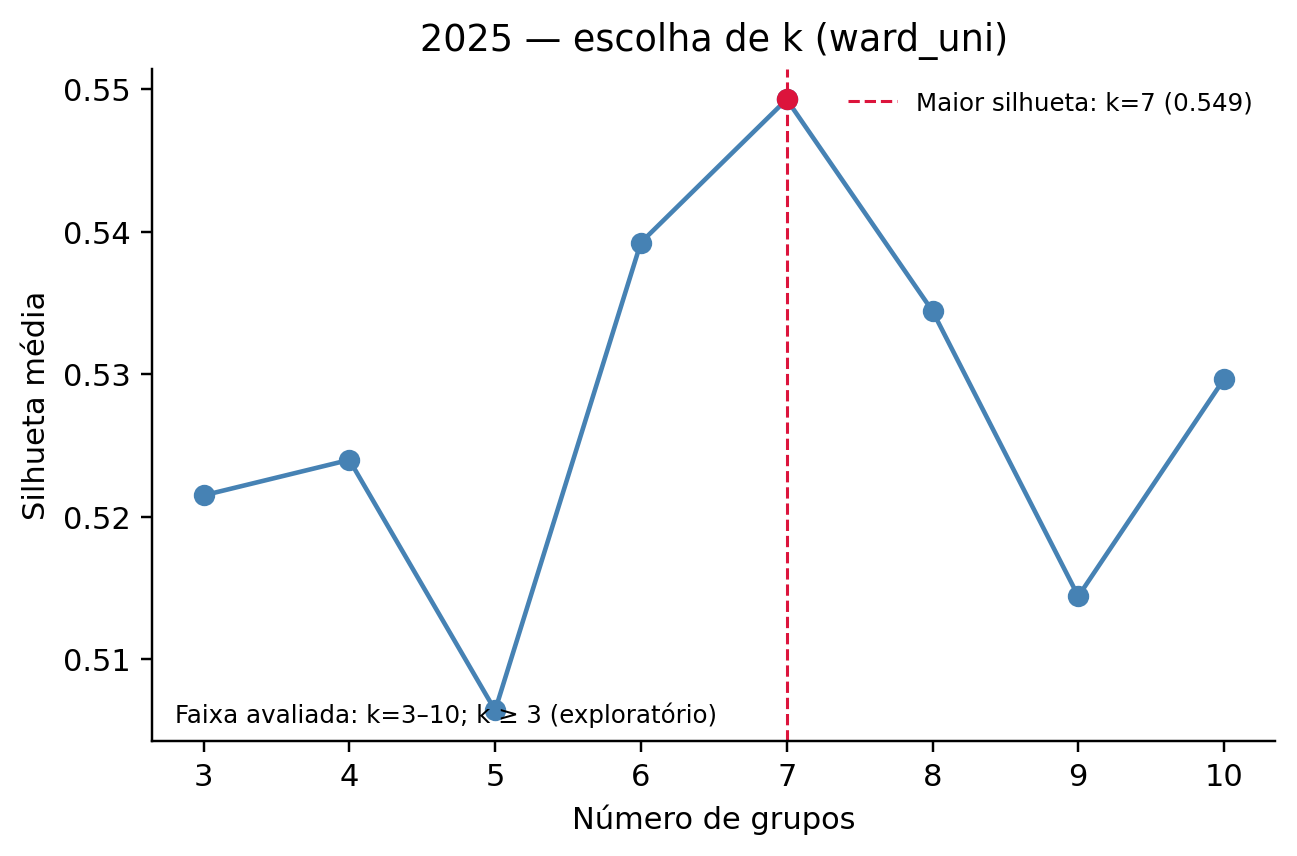 2025 — escolha de k (ward_uni)
Maior silhueta: k=7 (0.549)
Silhueta média
0.55
0.54
0.53
0.52
0.51
Faixa avaliada: k=3–10; k ≥ 3 (exploratório)
3 4 5 6 7 8 9 10
Número de grupos